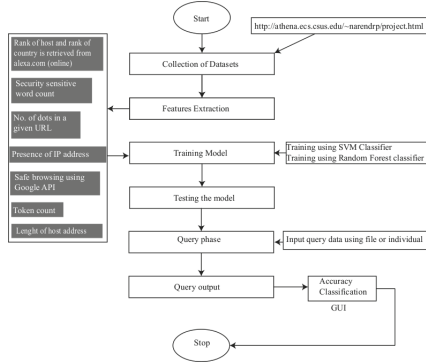 Start
http://athena.ecs.csus.edu/~narendrp/project.html
Rank of host and rank of
country is retrieved from
alexa.com (online)
Security sensitive
word count
No. of dots in a
given URL
Presence of IP address
Safe browsing using
Google API
Token count
Lenght of host address
Collection of Datasets
Features Extraction
Training Model
Training using SVM Classifier
Training using Random Forest classifier
Testing the model
Query phase
Input query data using file or individual
Query output
Accuracy
Classification
GUI
Stop